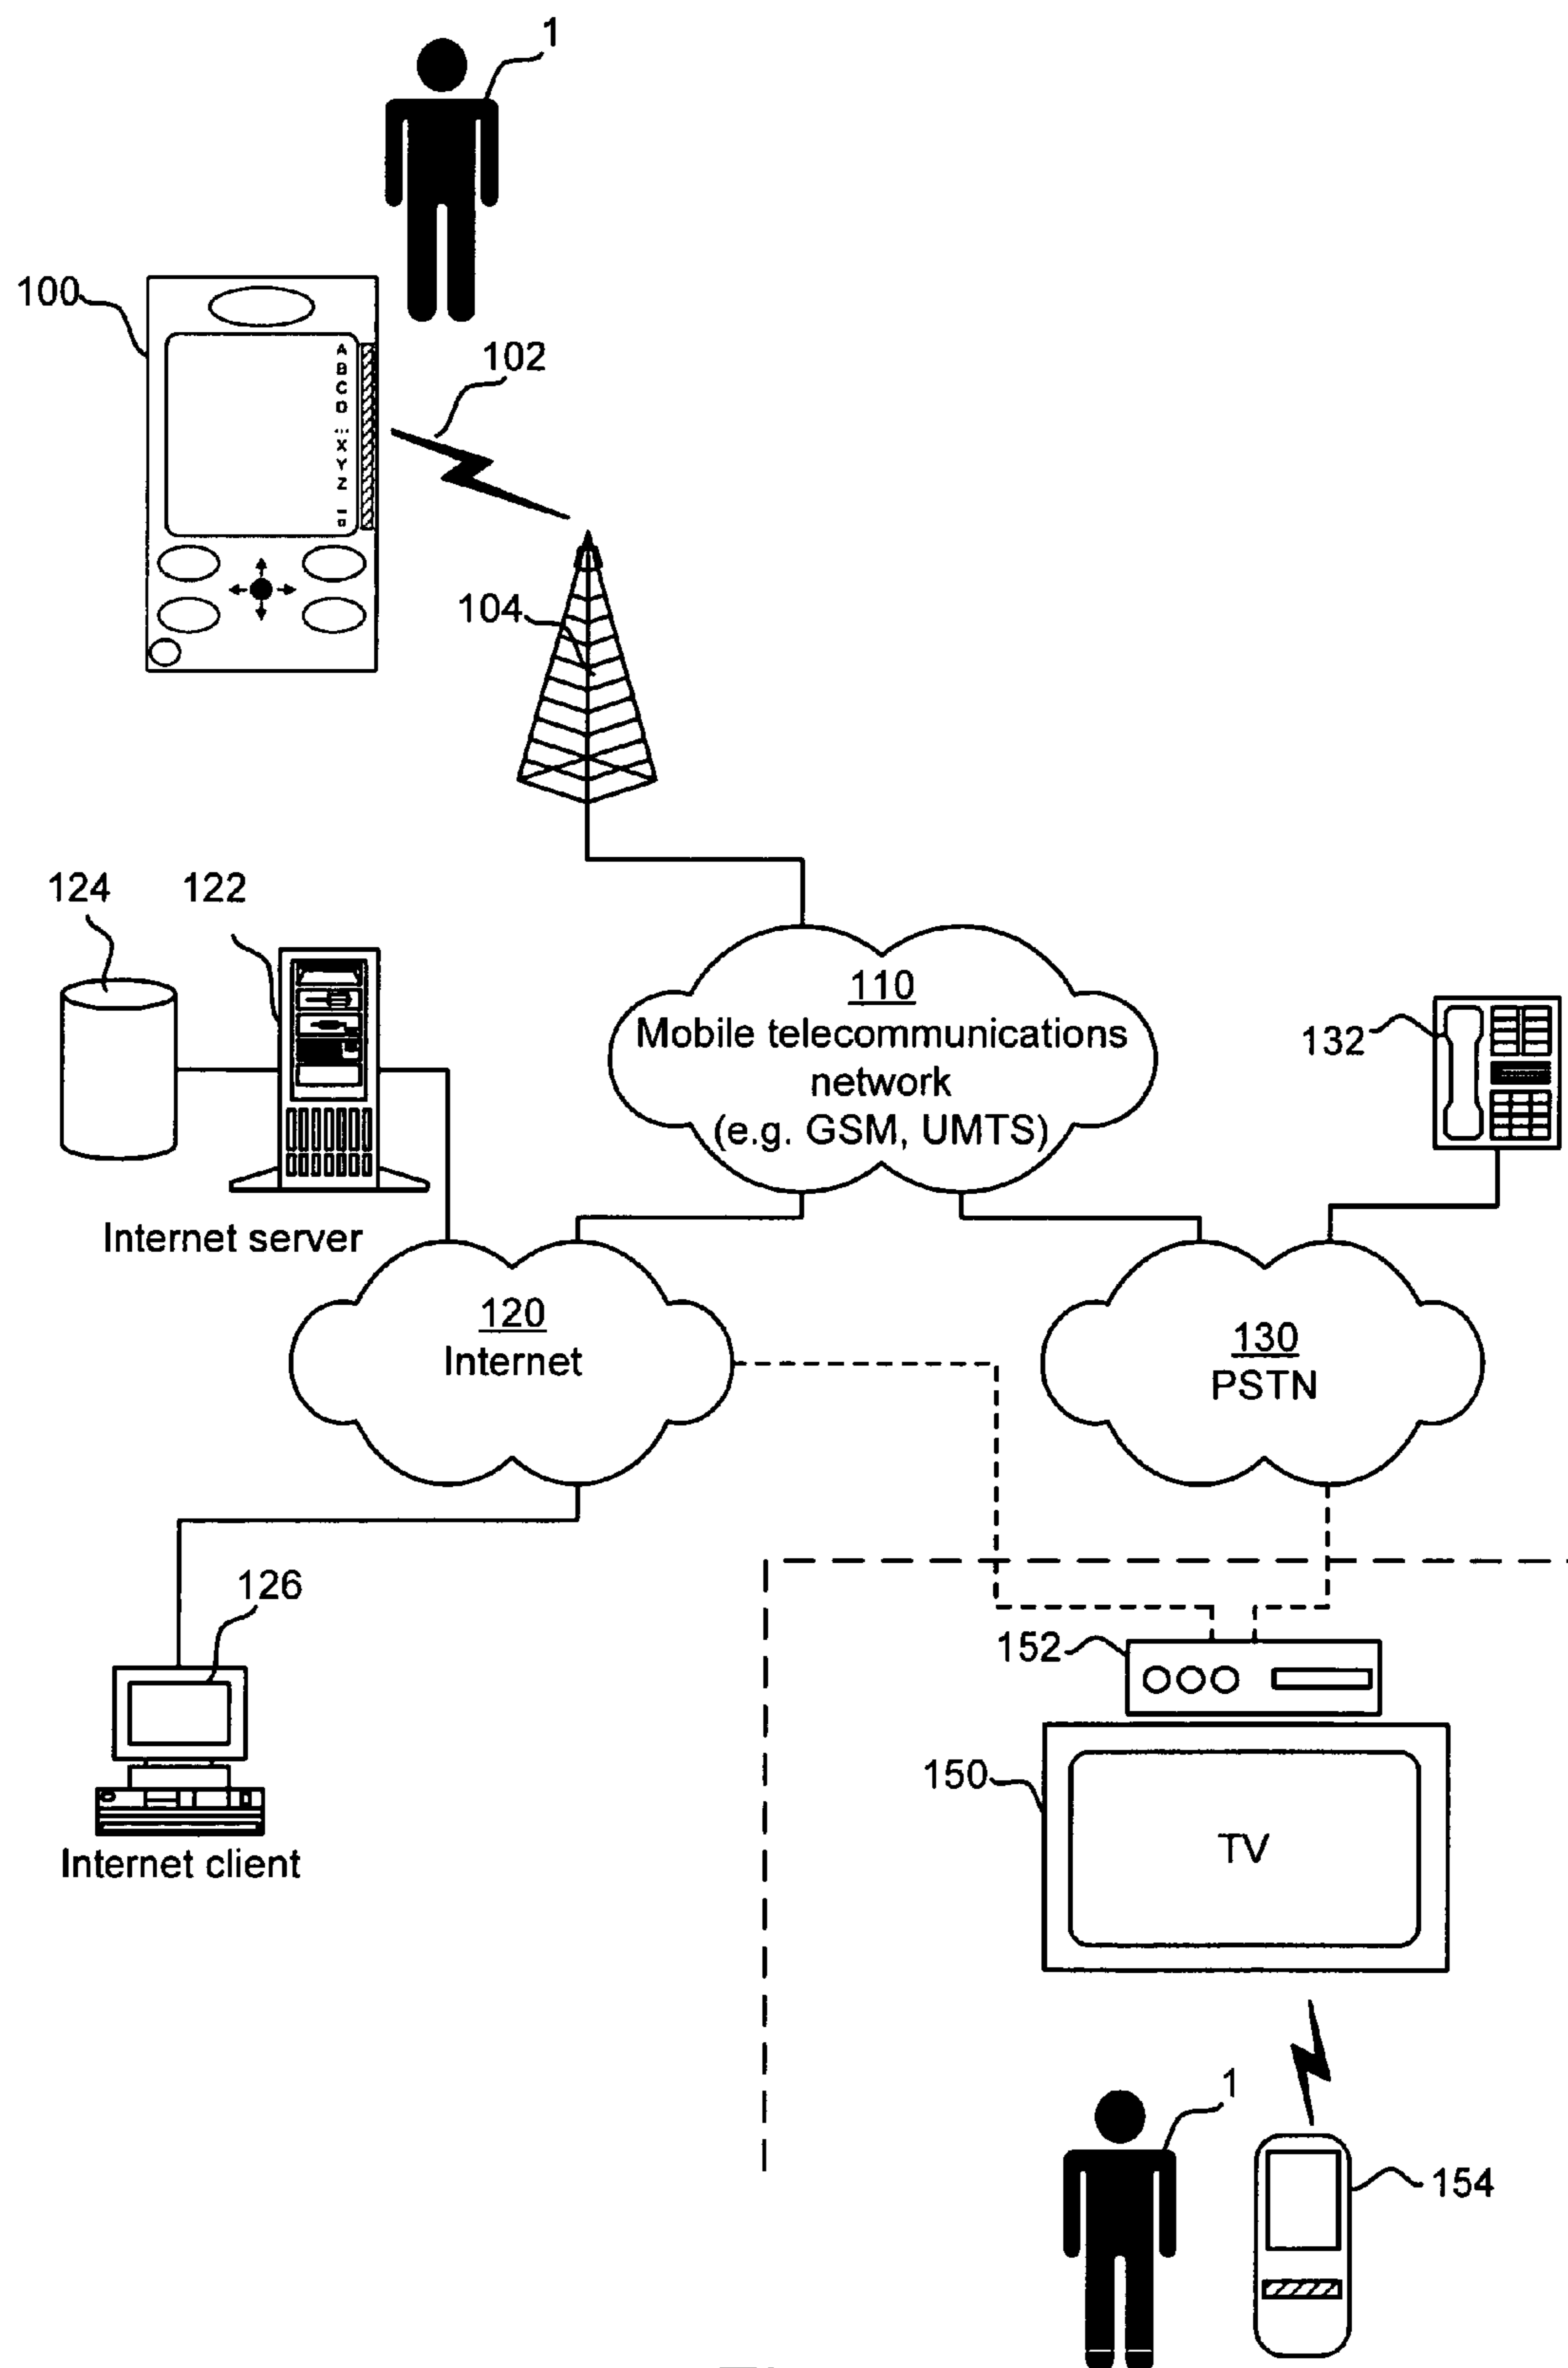 1
100
A
B
C
D
...
X
Y
Z
102
104
124
122
110
Mobile telecommunications
network
(e.g. GSM, UMTS)
132
Internet server
120
Internet
130
PSTN
126
Internet client
152
150
TV
1
154